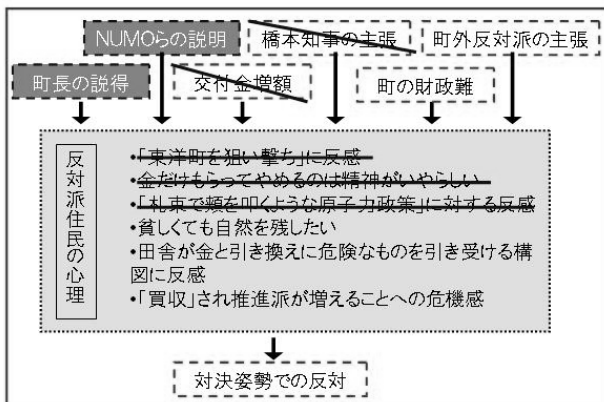 NUMOらの説明
橋本知事の主張
町外反対派の主張
町長の説得
交付金増額
町の財政難
反対派住民の心理
•「東洋町を狙い撃ち」に反感
•金だけもらってやめるのは精神がいやらしい
•「札束で頬を叩くような原子力政策」に対する反感
•貧しくても自然を残したい
•田舎が金と引き換えに危険なものを引き受ける構
図に反感
•「買収」され推進派が増えることへの危機感
対決姿勢での反対